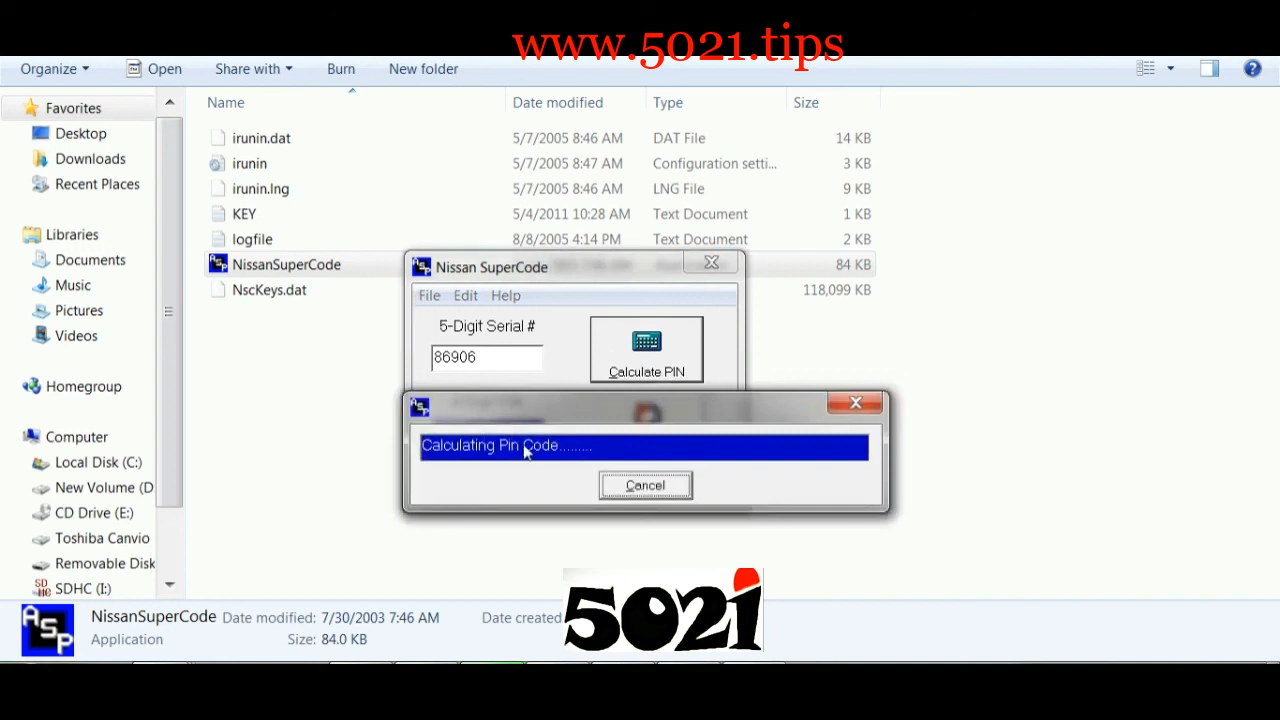 www.5021.tips
Organize Open Share with Burn New folder
Name Date modified Type Size
Favorites
Desktop
Downloads
Recent Places
Libraries
Documents
Music
Pictures
Videos
Homegroup
Computer
Local Disk (C:)
New Volume (D
CD Drive (E:)
Toshiba Canvio
Removable Disk
SDHC (I:)
irunin.dat 5/7/2005 8:46 AM DAT File 14 KB
irunin 5/7/2005 8:47 AM Configuration setti... 3 KB
irunin.lng 5/7/2005 8:46 AM LNG File 9 KB
KEY 5/4/2011 10:28 AM Text Document 1 KB
logfile 8/8/2005 4:14 PM Text Document 2 KB
NissanSuperCode 84 KB
NscKeys.dat 118,099 KB
Nissan SuperCode
File Edit Help
5-Digit Serial #
86906
Calculate PIN
Calculating Pin Code.........
Cancel
NissanSuperCode Date modified: 7/30/2003 7:46 AM Date created
Application Size: 84.0 KB
ASP
5021